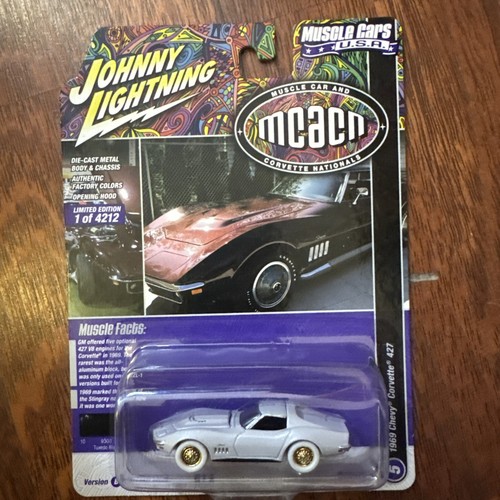 Johnny
Lightning
Muscle Cars
U.S.A.
MUSCLE CAR AND
mcacn
CORVETTE NATIONALS
DIE-CAST METAL
BODY & CHASSIS
AUTHENTIC
FACTORY COLORS
OPENING HOOD
LIMITED EDITION
1 of 4212
Muscle Facts:
GM offered five optional
427 V8 engines for the
Corvette in 1969. The
rarest was the all-
aluminum block,
was only used on
versions built
1969 marked
the Stingray
it was one
Version
1969 Chevy® Corvette® 427
5